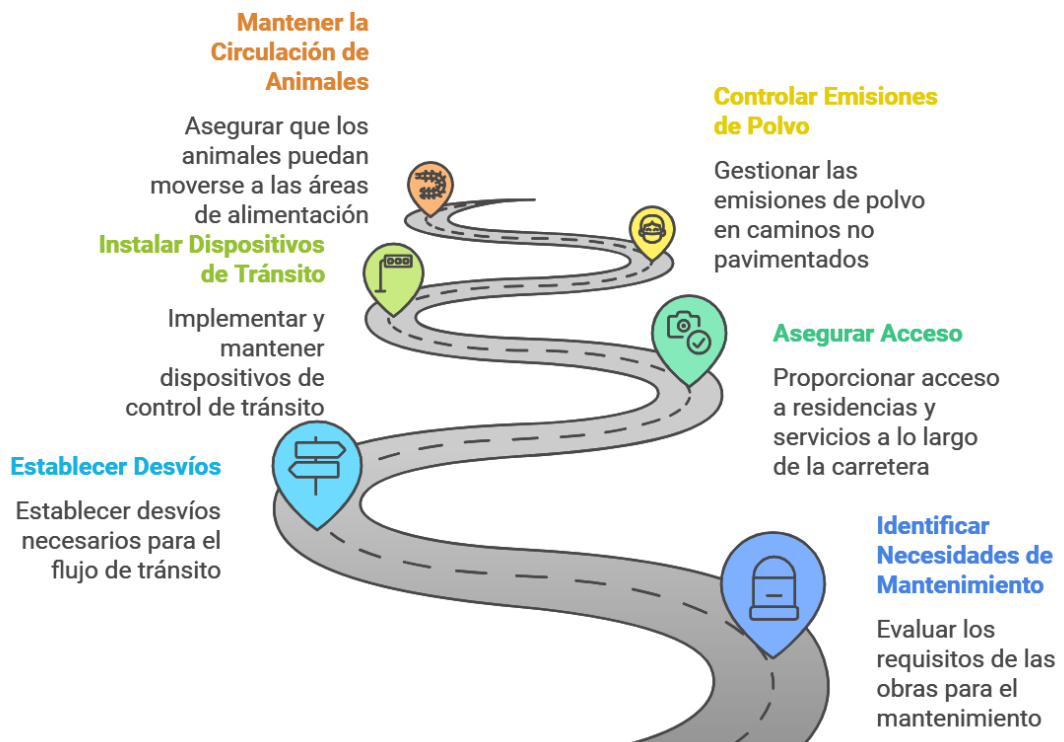 Mantener la
Circulación de
Animales
Asegurar que los
animales puedan
moverse a las áreas
de alimentación
Controlar Emisiones
de Polvo
Gestionar las
emisiones de polvo
en caminos no
pavimentados
Instalar Dispositivos
de Tránsito
Implementar y
mantener
dispositivos de
control de tránsito
Asegurar Acceso
Proporcionar acceso
a residencias y
servicios a lo largo
de la carretera
Establecer Desvíos
Establecer desvíos
necesarios para el
flujo de tránsito
Identificar
Necesidades de
Mantenimiento
Evaluar los
requisitos de las
obras para el
mantenimiento